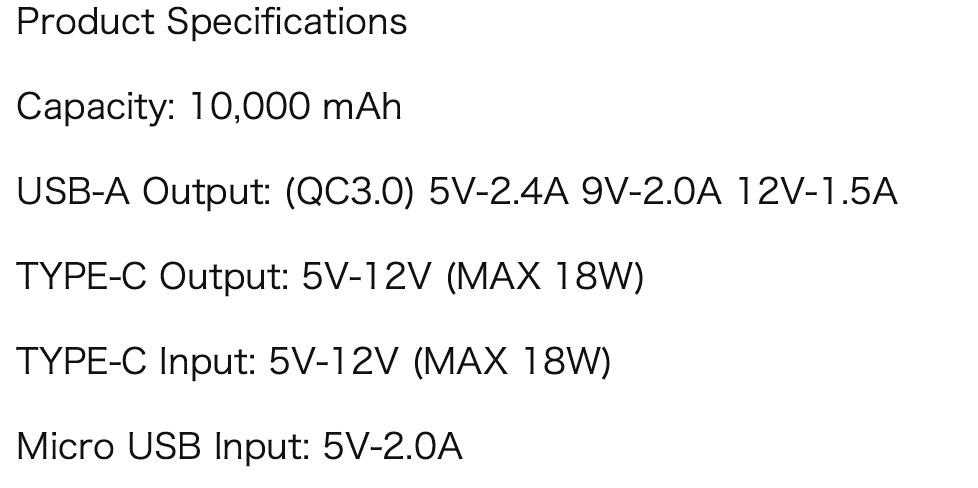 Product Specifications
Capacity: 10,000 mAh
USB-A Output: (QC3.0) 5V-2.4A 9V-2.0A 12V-1.5A
TYPE-C Output: 5V-12V (MAX 18W)
TYPE-C Input: 5V-12V (MAX 18W)
Micro USB Input: 5V-2.0A